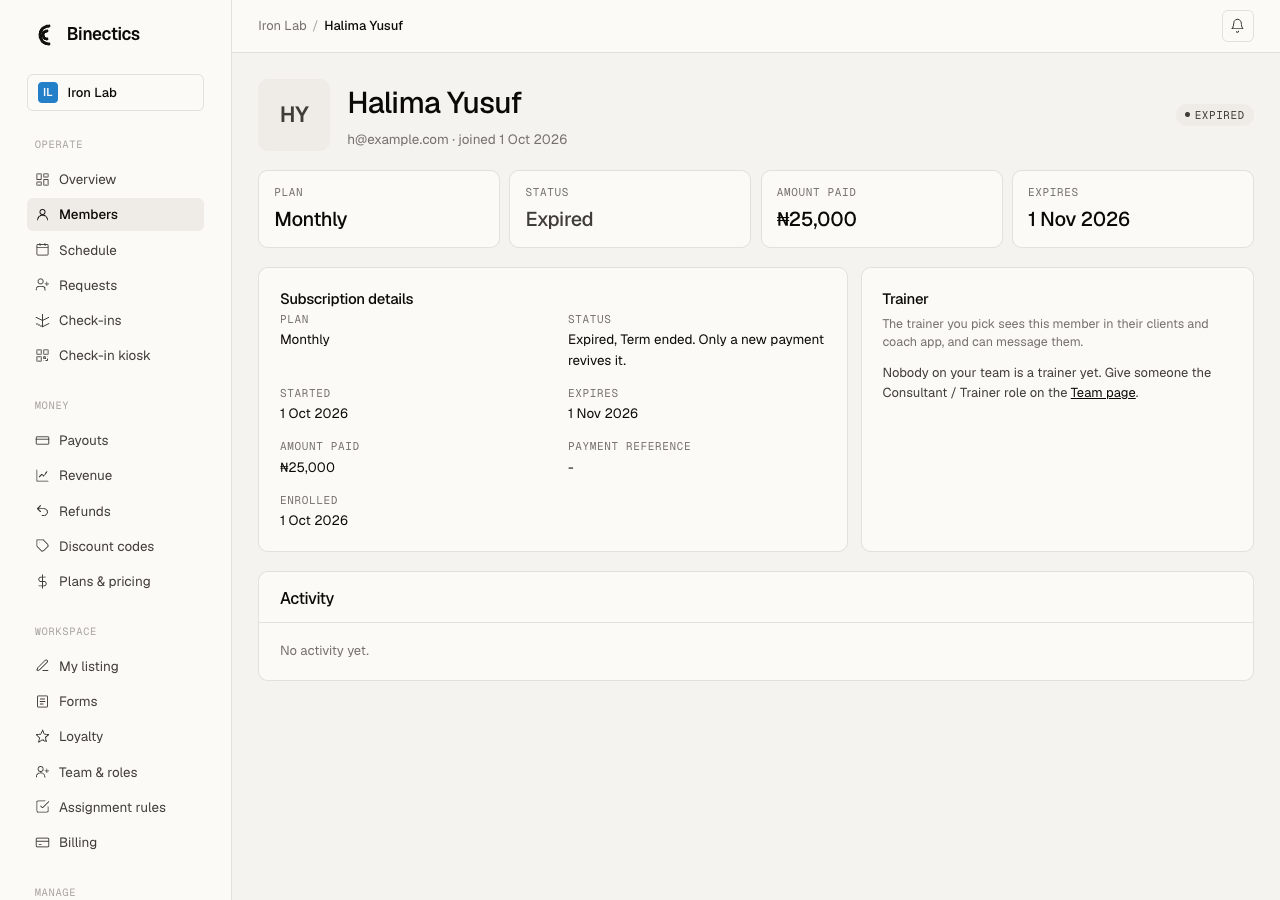 Binectics
IL Iron Lab
OPERATE
Overview
Members
Schedule
Requests
Check-ins
Check-in kiosk
MONEY
Payouts
Revenue
Refunds
Discount codes
Plans & pricing
WORKSPACE
My listing
Forms
Loyalty
Team & roles
Assignment rules
Billing
MANAGE
Iron Lab / Halima Yusuf
HY
Halima Yusuf
h@example.com · joined 1 Oct 2026
EXPIRED
PLAN
Monthly
STATUS
Expired
AMOUNT PAID
₦25,000
EXPIRES
1 Nov 2026
Subscription details
PLAN
Monthly
STATUS
Expired, Term ended. Only a new payment
revives it.
STARTED
1 Oct 2026
EXPIRES
1 Nov 2026
AMOUNT PAID
₦25,000
PAYMENT REFERENCE
-
ENROLLED
1 Oct 2026
Trainer
The trainer you pick sees this member in their clients and
coach app, and can message them.
Nobody on your team is a trainer yet. Give someone the
Consultant / Trainer role on the Team page.
Activity
No activity yet.